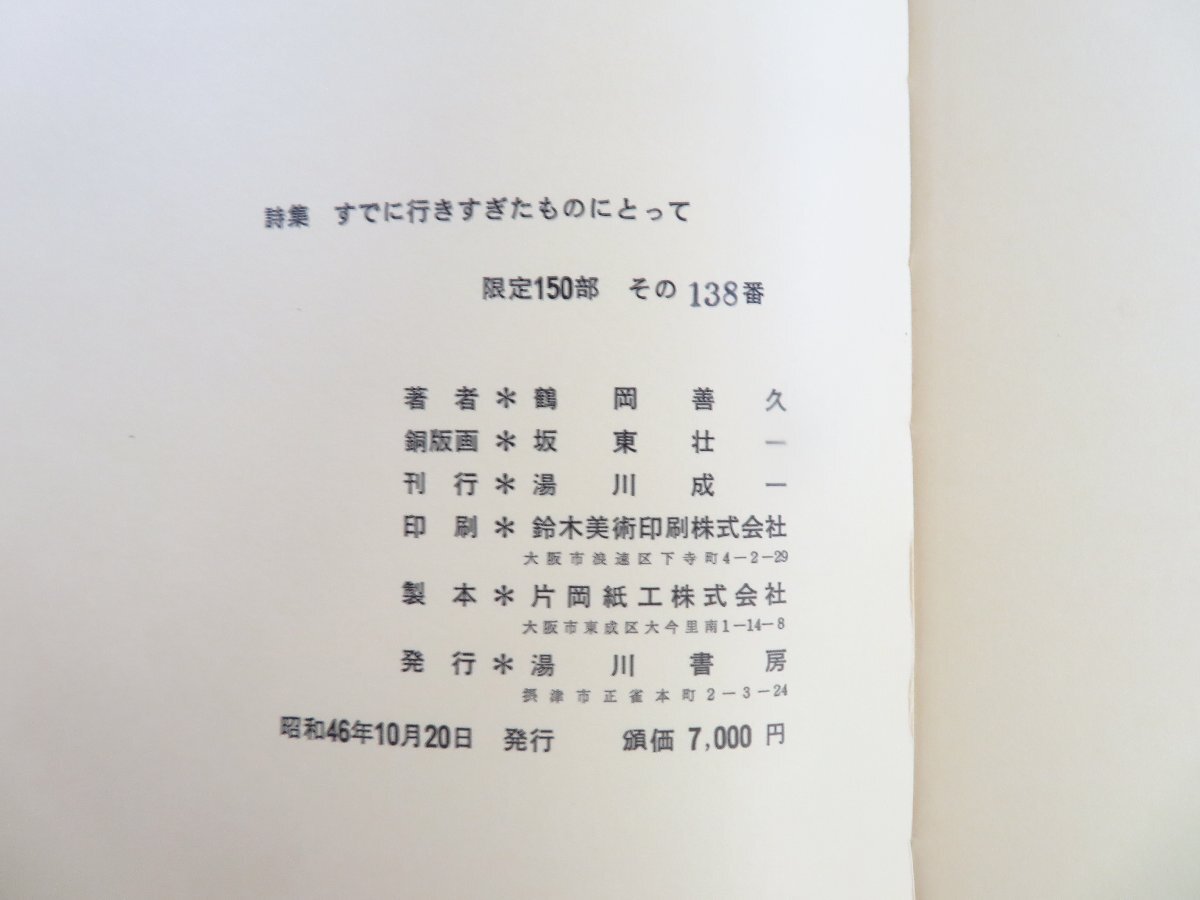 詩集 すでに行きすぎたものにとって
限定150部 その 138番
著者＊鶴岡善久
銅版画＊坂東壮一
刊行＊湯川成一
印刷＊鈴木美術印刷株式会社
大阪市浪速区下寺町4－2－29
製本＊片岡紙工株式会社
大阪市東成区大今里南1－14－8
発行＊湯川書房
摂津市正雀本町2－3－24
昭和46年10月20日 発行 頒価 7,000 円